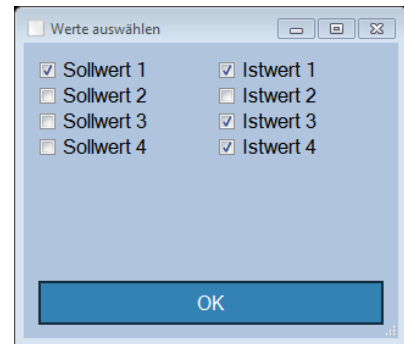 Werte auswählen
Sollwert 1 Istwert 1
Sollwert 2 Istwert 2
Sollwert 3 Istwert 3
Sollwert 4 Istwert 4
OK